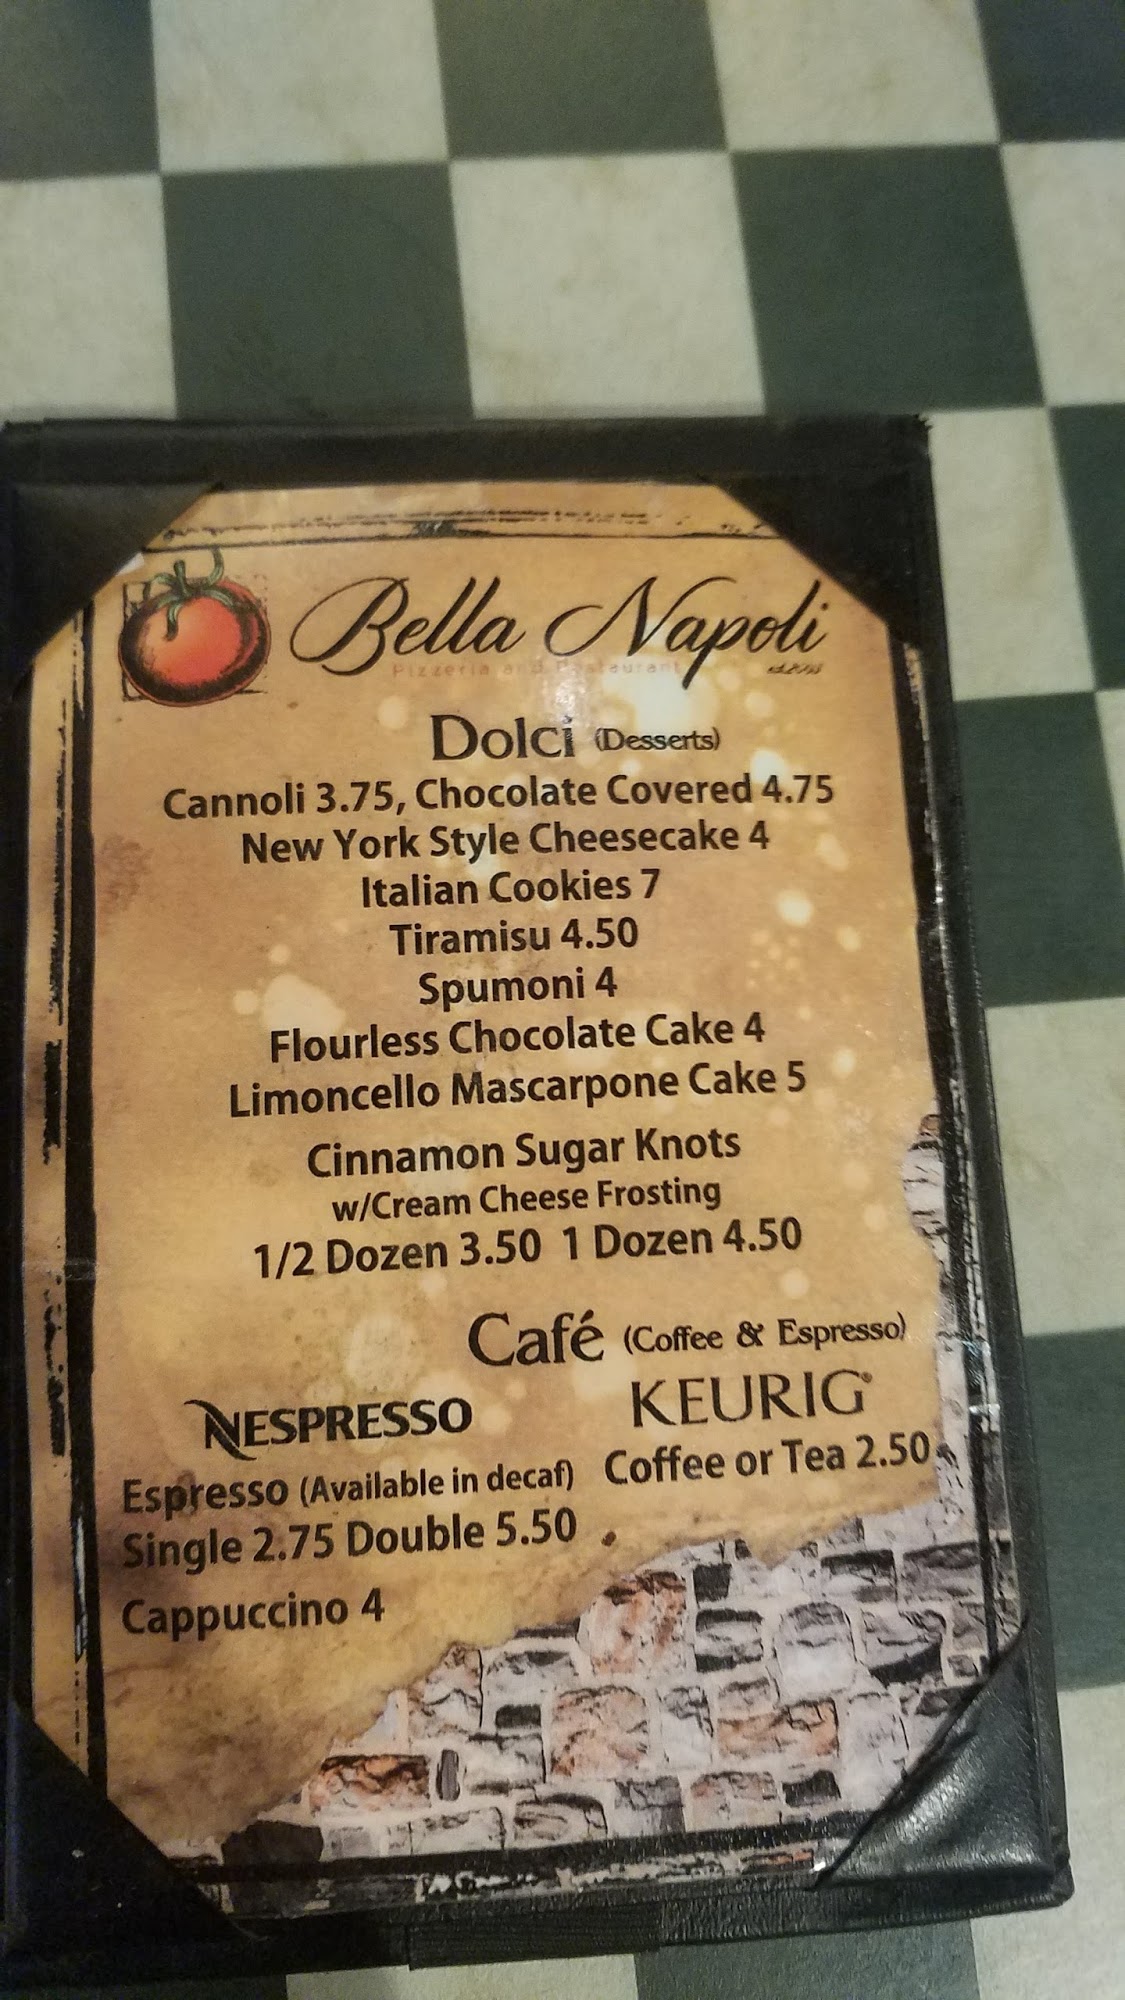 Bella Napoli
Pizzeria and Restaurant
Dolci (Desserts)
Cannoli 3.75, Chocolate Covered 4.75
New York Style Cheesecake 4
Italian Cookies 7
Tiramisu 4.50
Spumoni 4
Flourless Chocolate Cake 4
Limoncello Mascarpone Cake 5
Cinnamon Sugar Knots
w/Cream Cheese Frosting
1/2 Dozen 3.50 1 Dozen 4.50
Café (Coffee & Espresso)
NESPRESSO
Espresso (Available in decaf)
Single 2.75 Double 5.50
Cappuccino 4
KEURIG®
Coffee or Tea 2.50